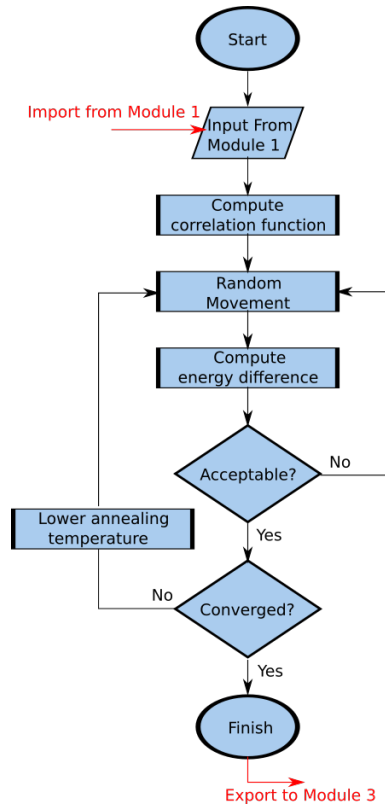 Start
Import from Module 1
Input From
Module 1
Compute
correlation function
Random
Movement
Compute
energy difference
Acceptable?
No
Yes
Lower annealing
temperature
Converged?
No
Yes
Finish
Export to Module 3